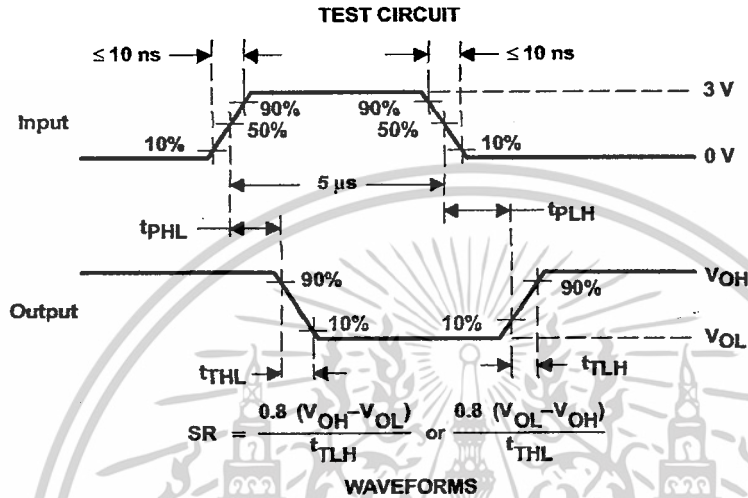 TEST CIRCUIT
≤ 10 ns
≤ 10 ns
3 V
90%
90%
Input
50%
50%
10%
10%
0 V
5 µs
tPHL
tPLH
VOH
90%
90%
Output
10%
10%
VOL
tTHL
tTLH
SR = 0.8 (VOH–VOL) / tTLH or 0.8 (VOL–VOH) / tTHL
WAVEFORMS